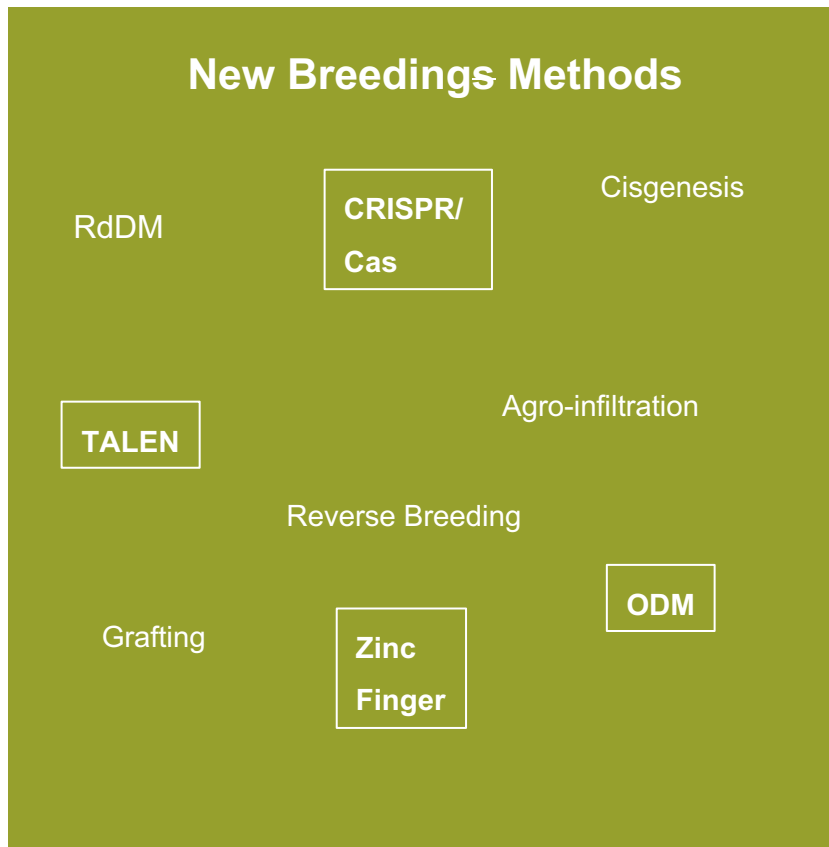 New Breedings Methods
Cisgenesis
CRISPR/
Cas
RdDM
Agro-infiltration
TALEN
Reverse Breeding
ODM
Grafting
Zinc
Finger